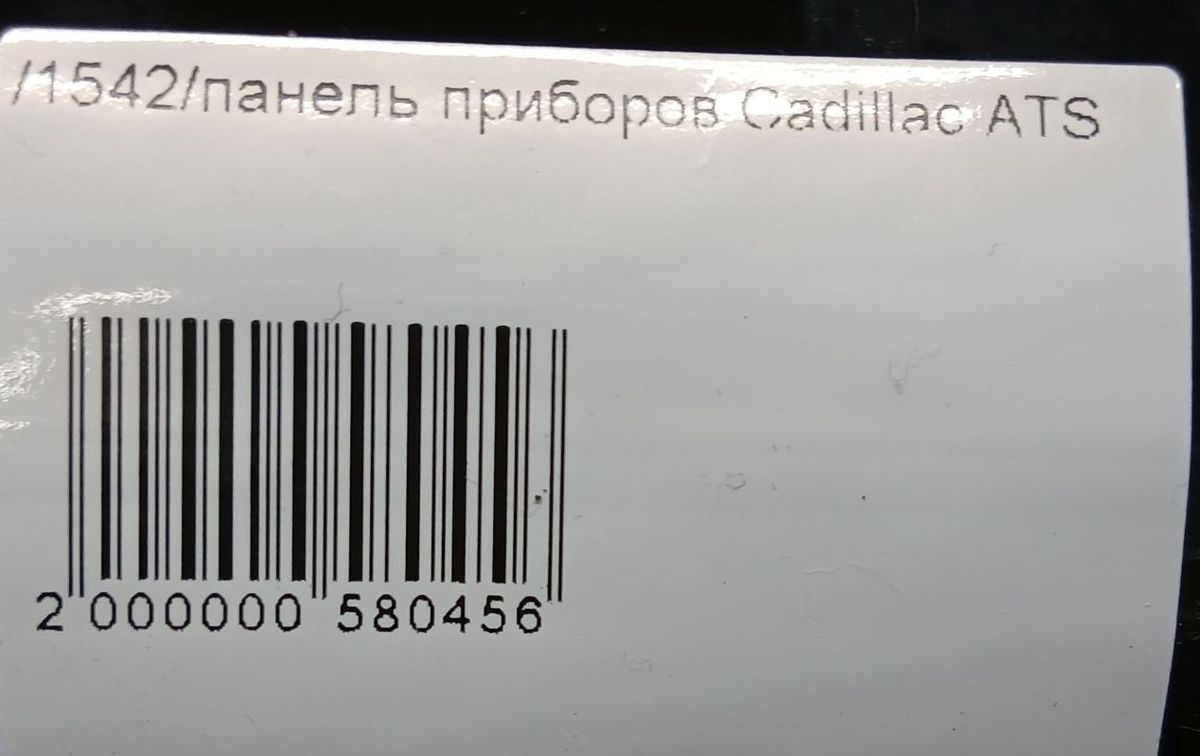 /1542/панель приборов Cadillac ATS
2 000000 580456